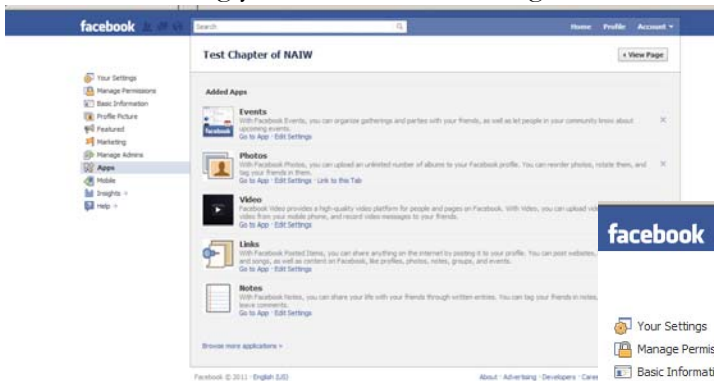 facebook
Search
Home Profile Account
Test Chapter of NAIW
View Page
Your Settings
Manage Permissions
Basic Information
Profile Picture
Featured
Marketing
Manage Admins
Apps
Mobile
Insights »
Help »
Added Apps
Events
With Facebook Events, you can organize gatherings and parties with your friends, as well as let people in your community know about
upcoming events.
Go to App · Edit Settings
Photos
With Facebook Photos, you can upload an unlimited number of albums to your Facebook profile. You can reorder photos, rotate them, and
tag your friends in them.
Go to App · Edit Settings · Link to this Tab
Video
Facebook Video provides a high-quality video platform for people and pages on Facebook. With Video, you can upload
video from your mobile phone, and record video messages to your friends.
Go to App · Edit Settings
Links
With Facebook Posted Items, you can share anything on the internet by posting it to your profile. You can post websites,
and songs, as well as content on Facebook, like profiles, photos, notes, groups, and events.
Go to App
Notes
With Facebook Notes, you can share your life with your friends through written entries. You can tag your friends in notes,
leave comments.
Go to App · Edit Settings
Browse more applications »
Facebook © 2011 · English (US)
About · Advertising · Developers ·
facebook
Your Settings
Manage
Basic